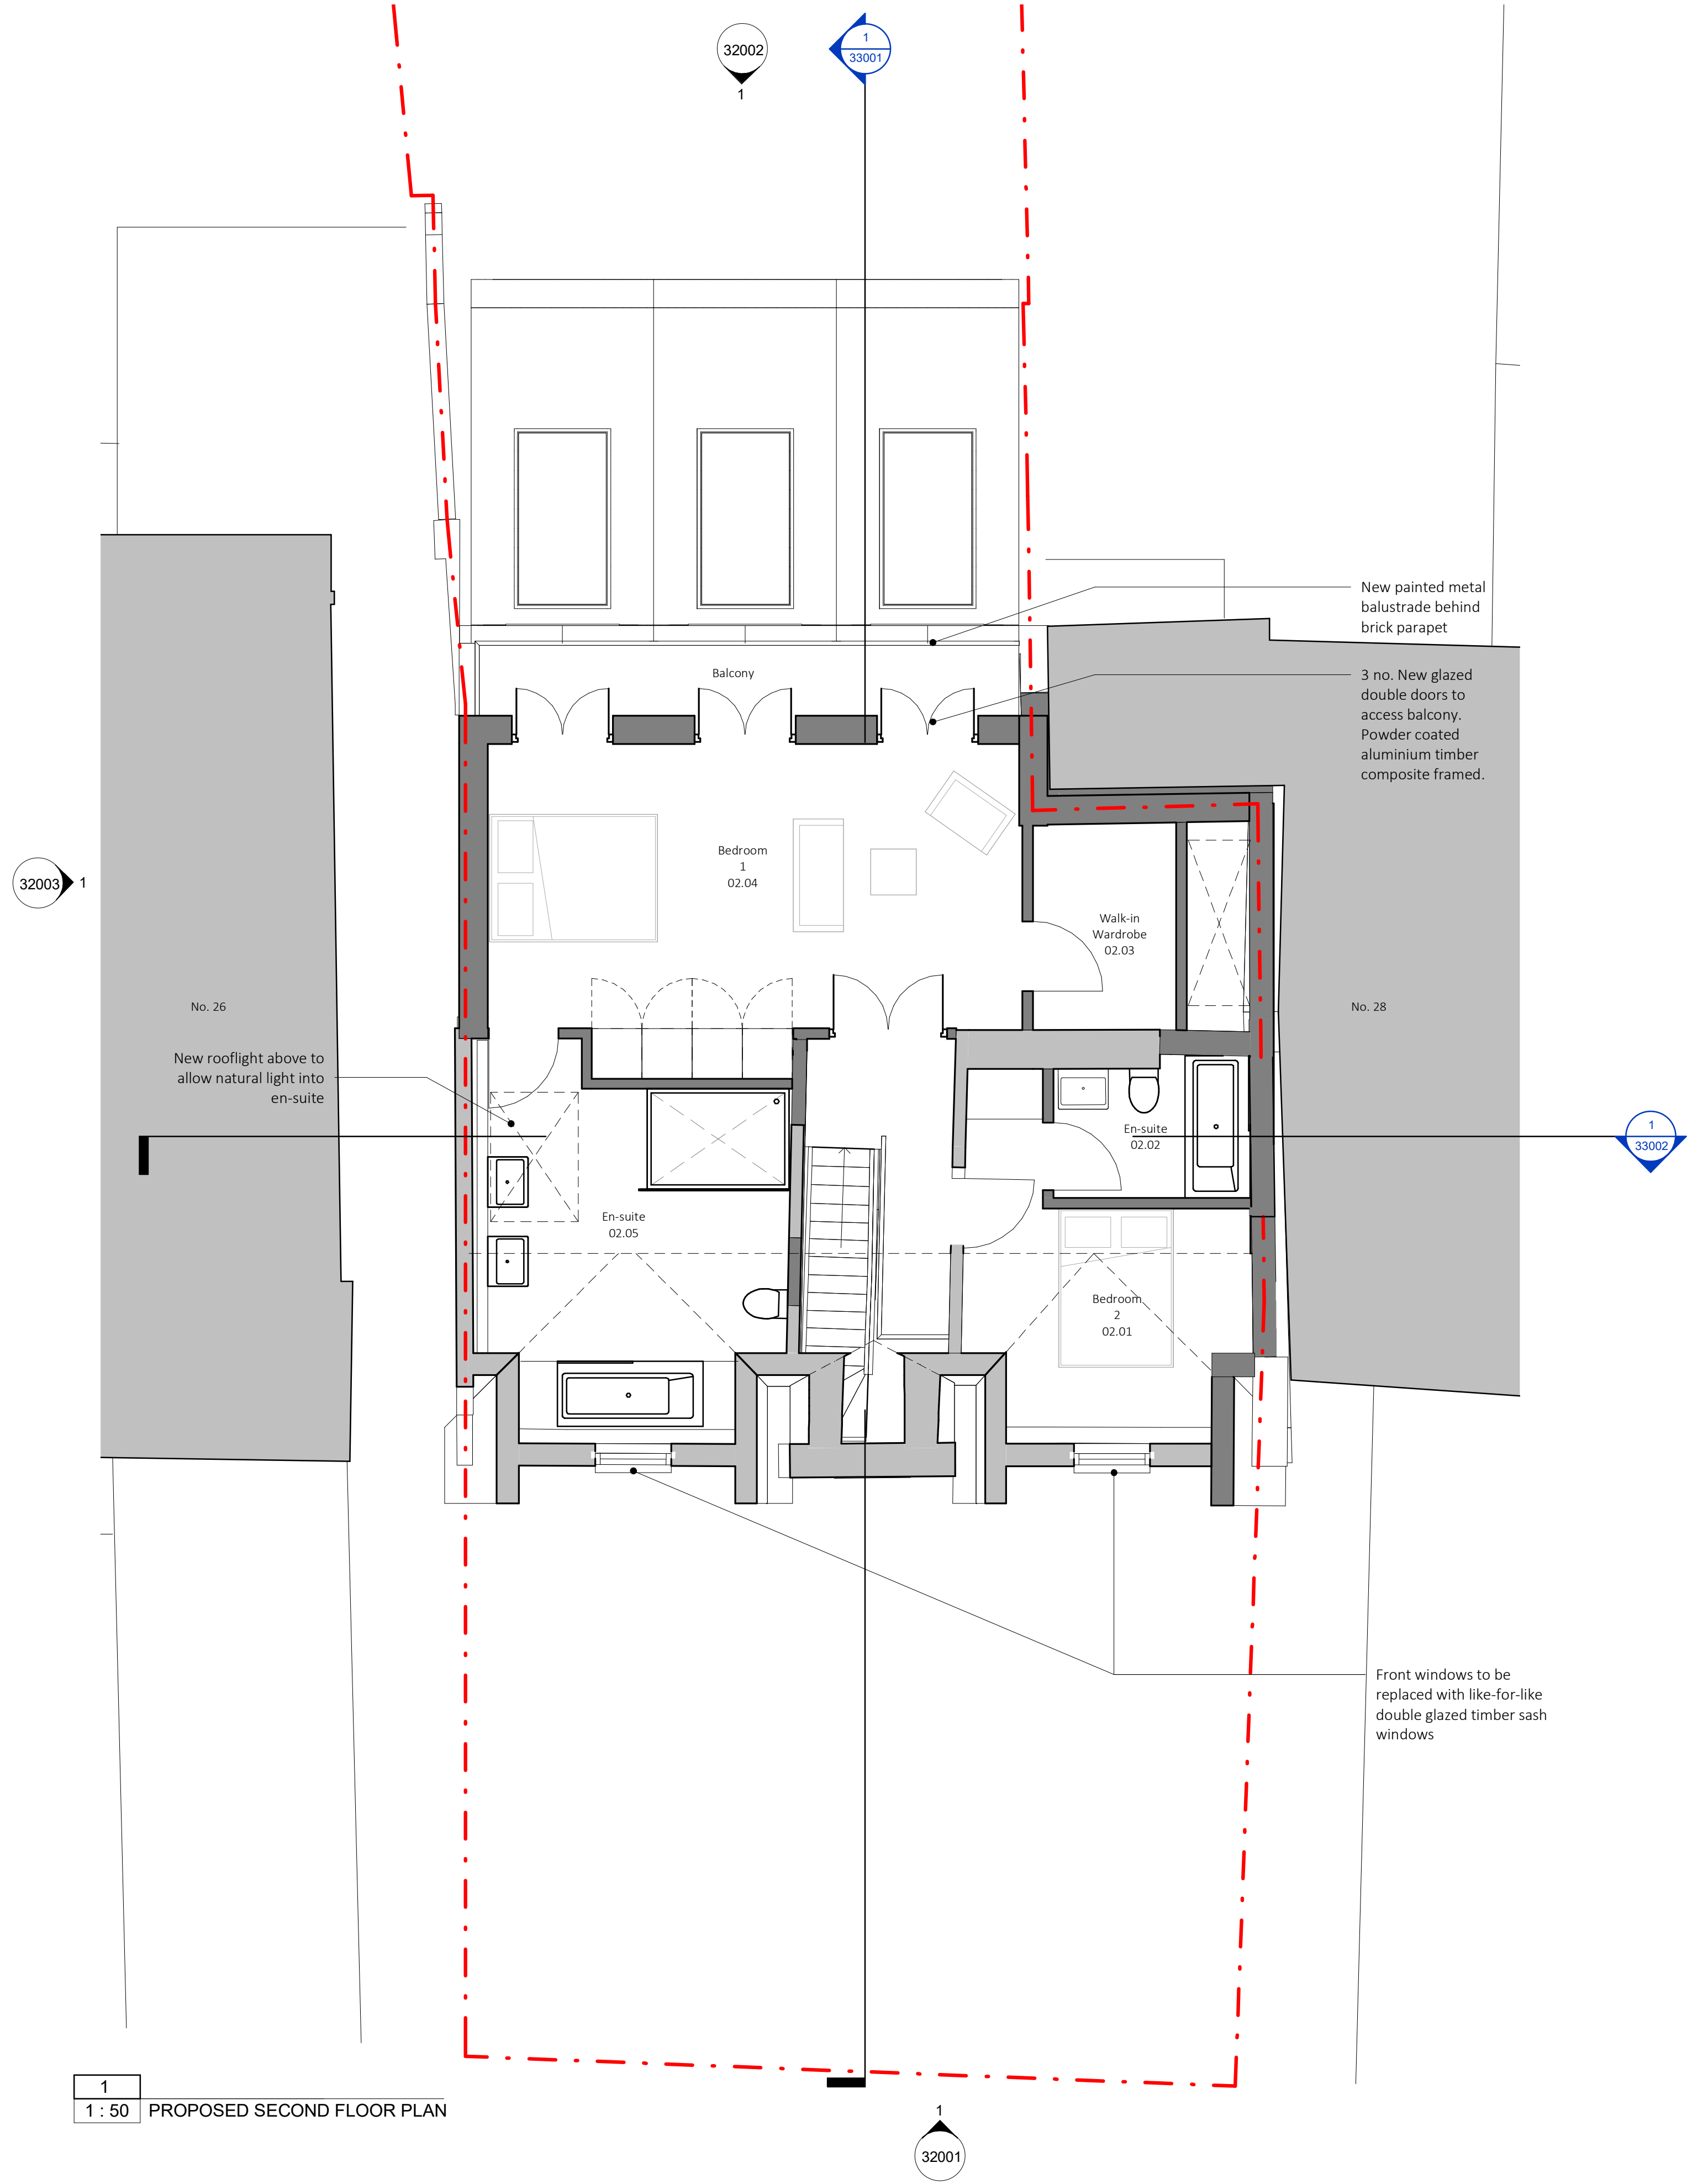 32002
1
1
33001
New painted metal
balustrade behind
brick parapet
Balcony
3 no. New glazed
double doors to
access balcony.
Powder coated
aluminium timber
composite framed.
Bedroom
1
02.04
32003
1
Walk-in
Wardrobe
02.03
No. 26
No. 28
New rooflight above to
allow natural light into
en-suite
En-suite
02.02
1
33002
En-suite
02.05
Bedroom
2
02.01
Front windows to be
replaced with like-for-like
double glazed timber sash
windows
1
1 : 50
PROPOSED SECOND FLOOR PLAN
1
32001